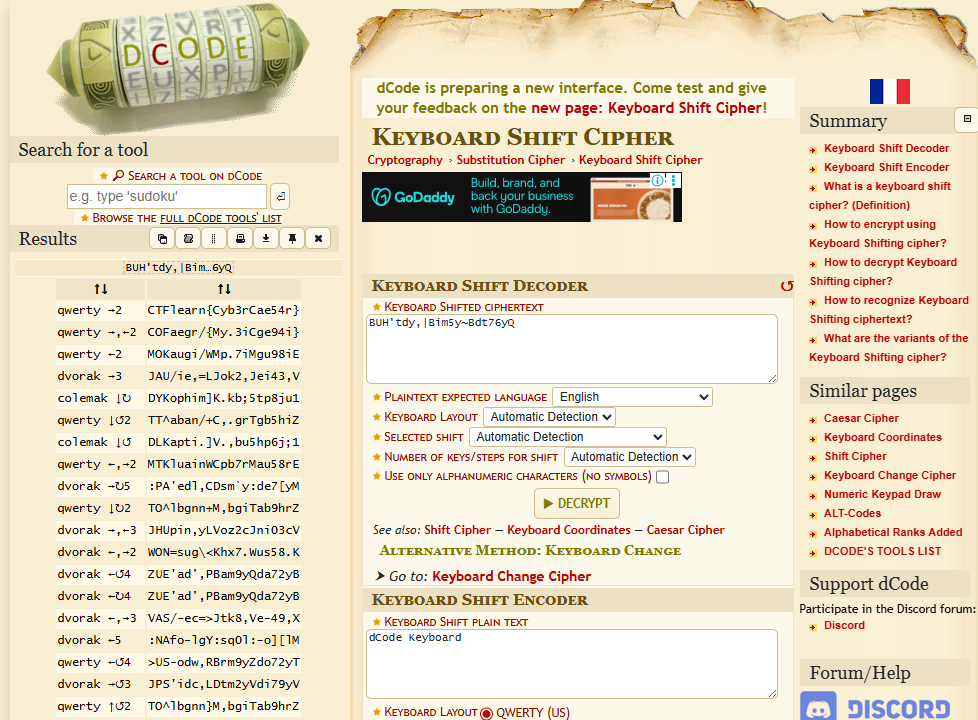 XZVRT
DCODE
EUXPL
Search for a tool
Search a tool on dCode
e.g. type 'sudoku'
Browse the full dCode tools' list
Results
BUH'tdy,|Bim…6yQ
↑↓ ↑↓
qwerty →2 CTFlearn{Cyb3rCae54r}
qwerty →,←2 COFaegr/{My.3iCge94i}
qwerty ←2 MOKaugi/WMp.7iMgu98iE
dvorak →3 JAU/ie,=LJok2,Jei43,V
colemak ↓↻ DYKophim]K.kb;5tp8ju1
qwerty ↓↺2 TT^aban/+C,.grTgb5hiZ
colemak ↓↺ DLKapti.]V.,bu5hp6j;1
qwerty ←,→2 MTKluainWCpb7rMau58rE
dvorak →↻5 :PA'edl,CDsm`y:de7[yM
qwerty ↓↻2 TO^lbgnn+M,bgiTab9hrZ
dvorak →,→3 JHUpin,yLVoz2cJniO3cV
dvorak ←,→2 WON=sug\<Khx7.Wus58.K
dvorak ←↺4 ZUE'ad',PBam9yQda72yB
dvorak ←↻4 ZUE'ad',PBam9yQda72yB
dvorak ←,→3 VAS/-ec=>Jtk8,Ve-49,X
dvorak ←5 :NAfo-lgY:sqOl:-o][lM
qwerty ←↺4 >US-odw,RBrm9yZdo72yT
dvorak →↺3 JPS'idc,LDtm2yVdi79yV
qwerty ↑↺2 TO^lbgnn}M,bgiTab9hrZ
dCode is preparing a new interface. Come test and give
your feedback on the new page: Keyboard Shift Cipher!
Keyboard Shift Cipher
Cryptography › Substitution Cipher › Keyboard Shift Cipher
GoDaddy
Build, brand, and
back your business
with GoDaddy.
Keyboard Shift Decoder
Keyboard Shifted ciphertext
BUH'tdy,|Bim5y~Bdt76yQ
Plaintext expected language English
Keyboard Layout Automatic Detection
Selected shift Automatic Detection
Number of keys/steps for shift Automatic Detection
Use only alphanumeric characters (no symbols)
▶ DECRYPT
See also: Shift Cipher — Keyboard Coordinates — Caesar Cipher
Alternative Method: Keyboard Change
➤ Go to: Keyboard Change Cipher
Keyboard Shift Encoder
Keyboard Shift plain text
dCode Keyboard
Keyboard Layout QWERTY (US)
Summary
Keyboard Shift Decoder
Keyboard Shift Encoder
What is a keyboard shift
cipher? (Definition)
How to encrypt using
Keyboard Shifting cipher?
How to decrypt Keyboard
Shifting cipher?
How to recognize Keyboard
Shifting ciphertext?
What are the variants of the
Keyboard Shifting cipher?
Similar pages
Caesar Cipher
Keyboard Coordinates
Shift Cipher
Keyboard Change Cipher
Numeric Keypad Draw
ALT-Codes
Alphabetical Ranks Added
DCODE'S TOOLS LIST
Support dCode
Participate in the Discord forum:
Discord
Forum/Help
DISCORD